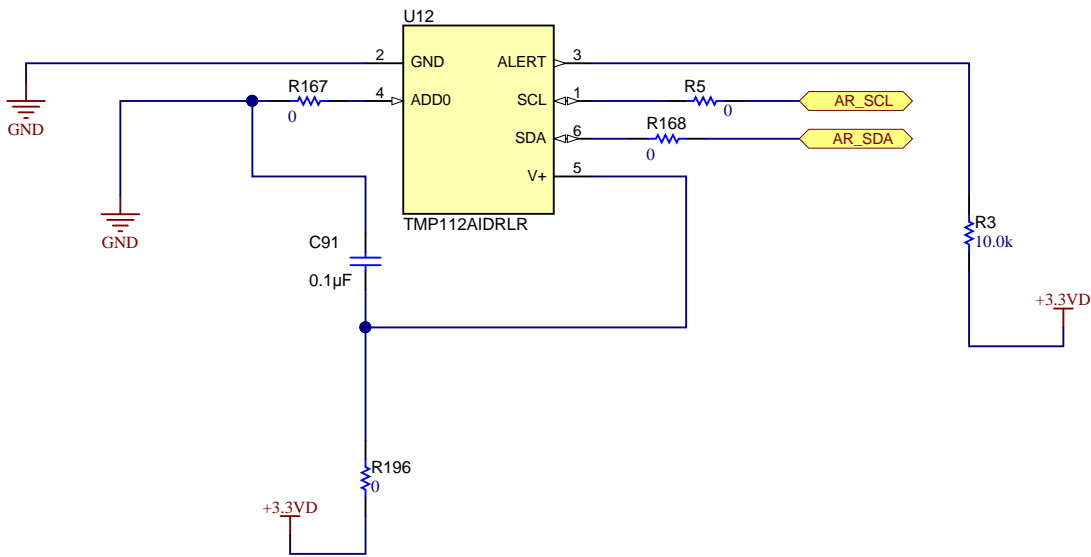 U12
2
GND
ALERT
3
R167
0
4
ADD0
SCL
1
R5
0
AR_SCL
GND
SDA
6
R168
0
AR_SDA
V+
5
TMP112AIDRLR
GND
C91
0.1µF
R3
10.0k
+3.3VD
R196
0
+3.3VD